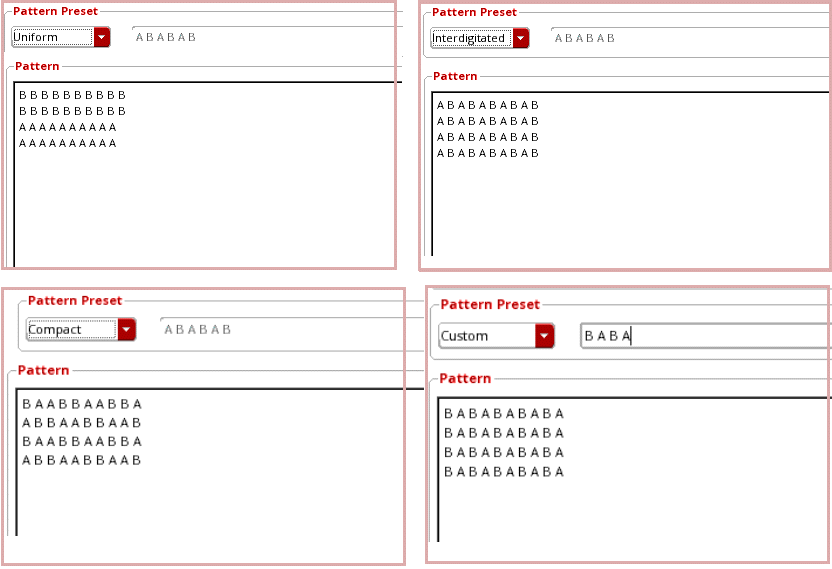 Pattern Preset
Uniform
A B A B A B
Pattern
B B B B B B B B B B
B B B B B B B B B B
A A A A A A A A A A
A A A A A A A A A A
Pattern Preset
Interdigitated
A B A B A B
Pattern
A B A B A B A B A B
A B A B A B A B A B
A B A B A B A B A B
A B A B A B A B A B
Pattern Preset
Compact
A B A B A B
Pattern
B A A B B A A B B A
A B B A A B B A A B
B A A B B A A B B A
A B B A A B B A A B
Pattern Preset
Custom
B A B A
Pattern
B A B A B A B A B A
B A B A B A B A B A
B A B A B A B A B A
B A B A B A B A B A